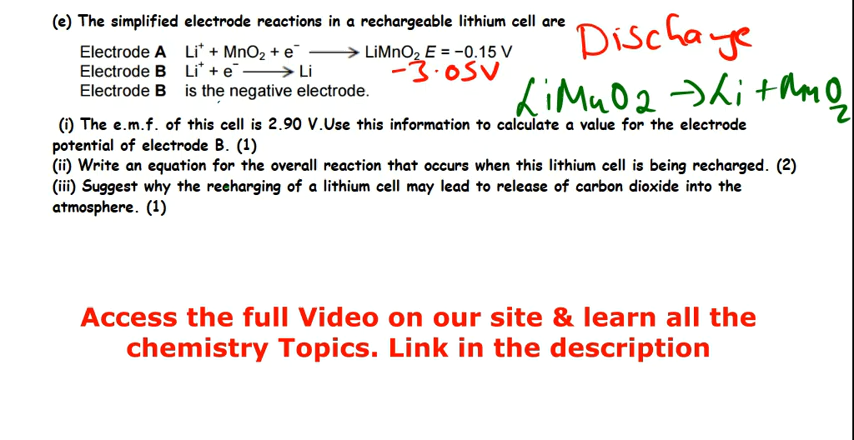 (e) The simplified electrode reactions in a rechargeable lithium cell are
Discharge
Electrode A Li⁺ + MnO₂ + e⁻ ⟶ LiMnO₂ E = −0.15 V
Electrode B Li⁺ + e⁻ ⟶ Li -3.05V
Electrode B is the negative electrode.
LiMnO2 → Li + MnO2
(i) The e.m.f. of this cell is 2.90 V.Use this information to calculate a value for the electrode
potential of electrode B. (1)
(ii) Write an equation for the overall reaction that occurs when this lithium cell is being recharged. (2)
(iii) Suggest why the recharging of a lithium cell may lead to release of carbon dioxide into the
atmosphere. (1)
Access the full Video on our site & learn all the
chemistry Topics. Link in the description